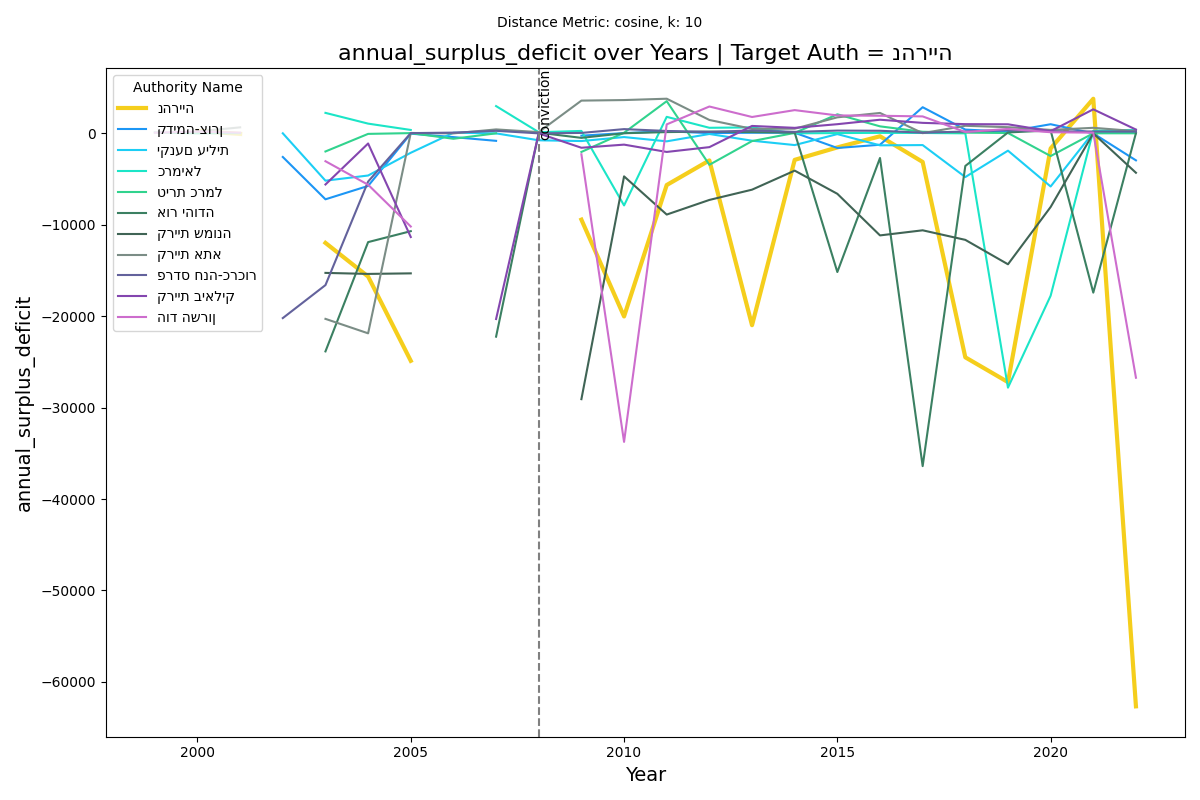 Distance Metric: cosine, k: 10
annual_surplus_deficit over Years | Target Auth = נהרייה
Authority Name
נהרייה
קדימה-צורן
יקנעם עילית
כרמיאל
טירת כרמל
אור יהודה
קריית שמונה
קריית אתא
פרדס חנה-כרכור
קריית ביאליק
הוד השרון
conviction
annual_surplus_deficit
0
−10000
−20000
−30000
−40000
−50000
−60000
2000
2005
2010
2015
2020
Year